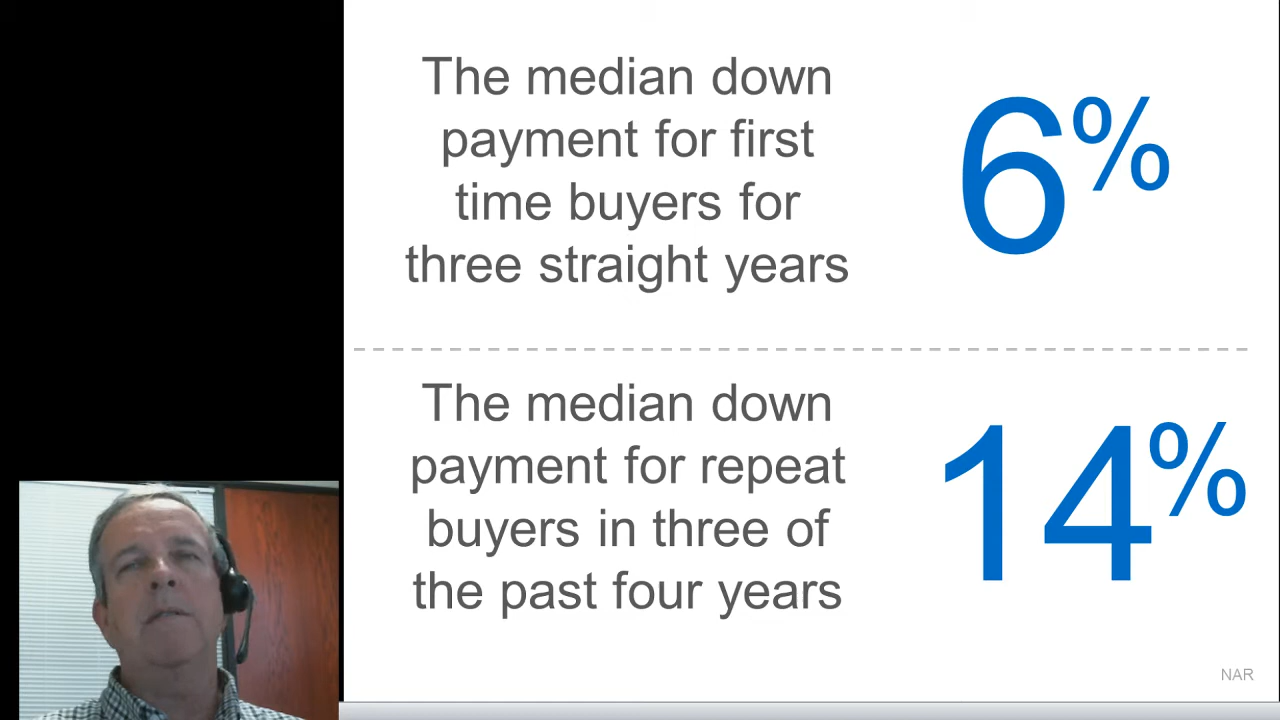 The median down
payment for first
time buyers for
three straight years
6%
The median down
payment for repeat
buyers in three of
the past four years
14%
NAR